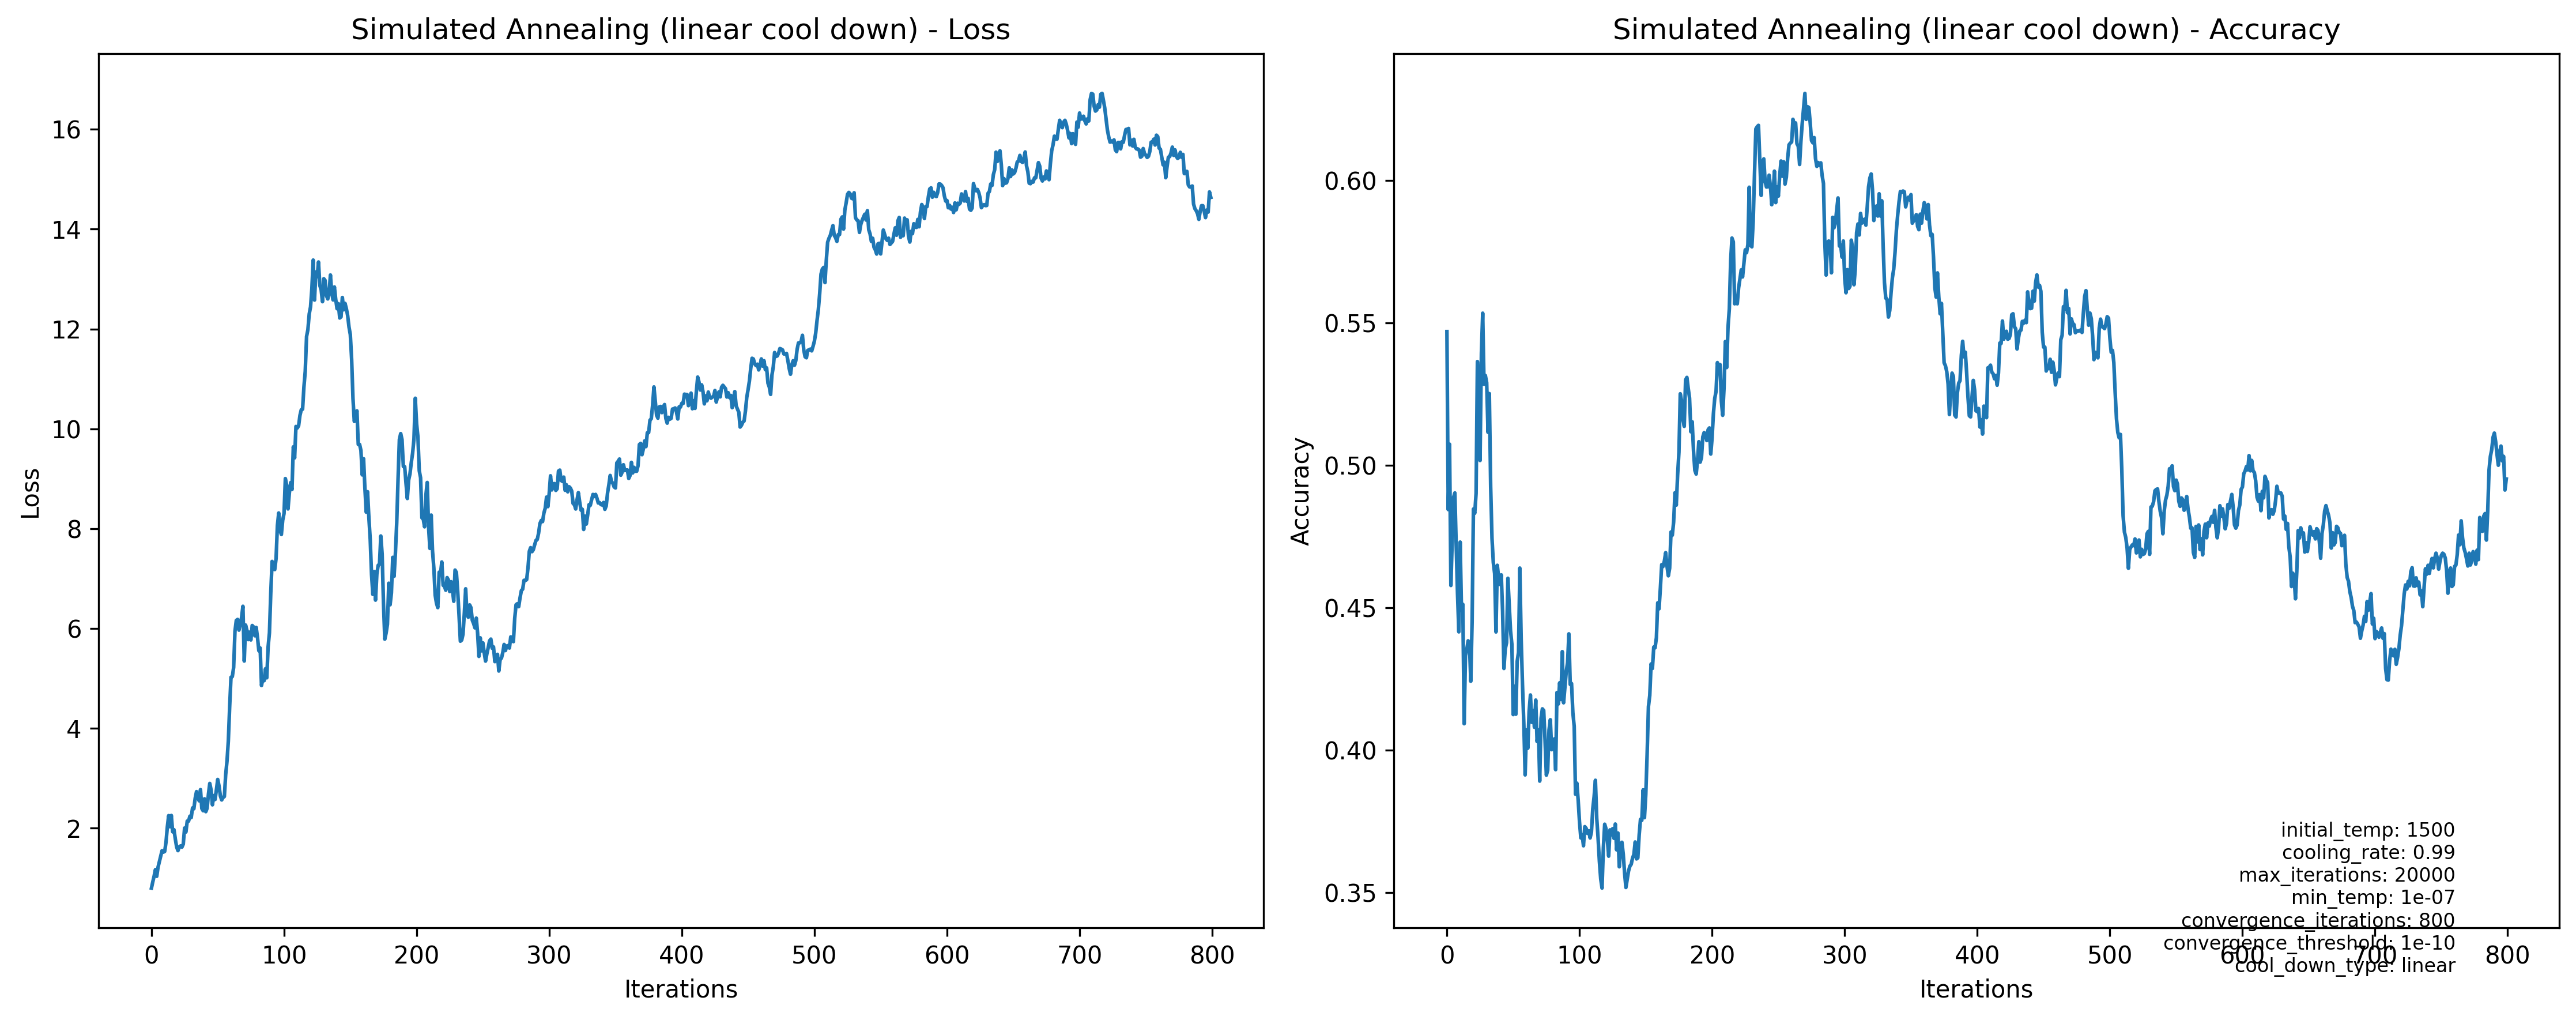 Simulated Annealing (linear cool down) - Loss
16
14
12
10
8
6
4
2
Loss
0 100 200 300 400 500 600 700 800
Iterations
Simulated Annealing (linear cool down) - Accuracy
0.60
0.55
0.50
0.45
0.40
0.35
Accuracy
initial_temp: 1500
cooling_rate: 0.99
max_iterations: 20000
min_temp: 1e-07
convergence_iterations: 800
convergence_threshold: 1e-10
cool_down_type: linear
0 100 200 300 400 500 600 700 800
Iterations